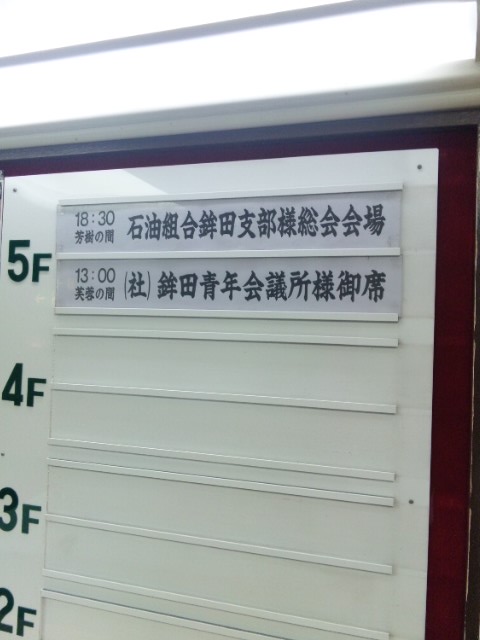 18:30
芳樹の間
石油組合鉾田支部様総会会場
5F
13:00
芙蓉の間
(社)鉾田青年会議所様御席
4F
3F
2F